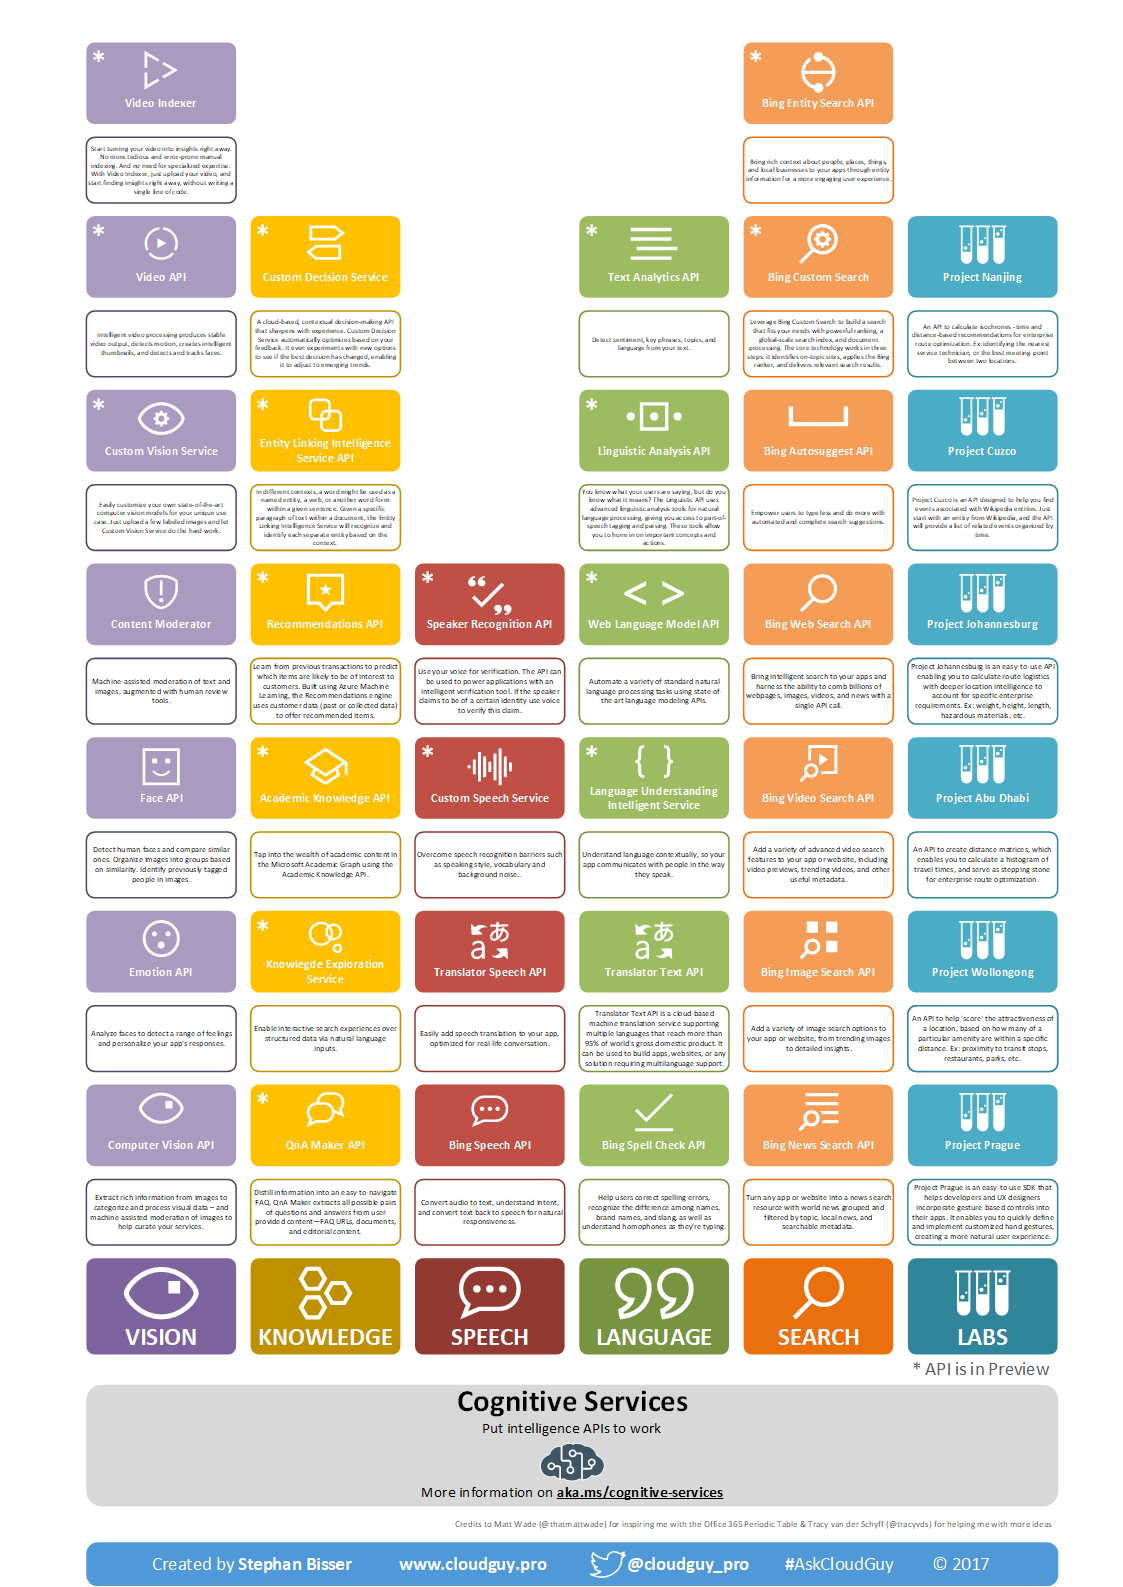 *
Video Indexer
*
Bing Entity Search API
Start turning your video into insights right away.
No more tedious and error-prone manual
indexing. And no need for specialized expertise.
With Video Indexer, just upload your video, and
start finding insights right away, without writing a
single line of code.
Bring rich context about people, places, things,
and local businesses to your apps through entity
information for a more engaging user experience.
*
Video API
*
Custom Decision Service
*
Text Analytics API
*
Bing Custom Search
Project Nanjing
Intelligent video processing produces stable
video output, detects motion, creates intelligent
thumbnails, and detects and tracks faces.
A cloud-based, contextual decision-making API
that sharpens with experience. Custom Decision
Service automatically optimizes based on your
feedback. It even experiments with new options
to see if the best decision has changed, enabling
it to adjust to emerging trends.
Detect sentiment, key phrases, topics, and
language from your text.
Leverage Bing Custom Search to build a search
that fits your needs with powerful ranking, a
global-scale search index, and document
processing. The core technology works in three
steps: it identifies on-topic sites, applies the Bing
ranker, and delivers relevant search results.
An API to calculate isochrones - time and
distance-based recommendations for enterprise
route optimization. Ex: identifying the nearest
service technician, or the best meeting point
between two locations.
*
Custom Vision Service
*
Entity Linking Intelligence
Service API
*
Linguistic Analysis API
Bing Autosuggest API
Project Cuzco
Easily customize your own state-of-the-art
computer vision models for your unique use
case. Just upload a few labeled images and let
Custom Vision Service do the hard work.
In different contexts, a word might be used as a
named entity, a verb, or another word form
within a given sentence. Given a specific
paragraph of text within a document, the Entity
Linking Intelligence Service will recognize and
identify each separate entity based on the
context.
You know what your users are saying, but do you
know what it means? The Linguistic API uses
advanced linguistic analysis tools for natural
language processing, giving you access to part-of-
speech tagging and parsing. These tools allow
you to hone in on important concepts and
actions.
Empower users to type less and do more with
automated and complete search suggestions.
Project Cuzco is an API designed to help you find
events associated with Wikipedia entities. Just
start with an entity from Wikipedia, and the API
will provide a list of related events organized by
time.
Content Moderator
*
Recommendations API
*
Speaker Recognition API
*
< >
Web Language Model API
Bing Web Search API
Project Johannesburg
Machine assisted moderation of text and
images, augmented with human review
tools.
Learn from previous transactions to predict
which items are likely to be of interest to
customers. Built using Azure Machine
Learning, the Recommendations engine
uses customer data (past or collected data)
to offer recommended items.
Use your voice for verification. The API can
be used to power applications with an
intelligent verification tool. If the speaker
claims to be of a certain identity use voice
to verify this claim.
Automate a variety of standard natural
language processing tasks using state of
the art language modeling APIs.
Bring intelligent search to your apps and
harness the ability to comb billions of
webpages, images, videos, and news with a
single API call.
Project Johannesburg is an easy-to-use API
enabling you to calculate route logistics
with deeper location intelligence to
account for specific enterprise
requirements. Ex: weight, height, length,
hazardous materials, etc.
Face API
*
Academic Knowledge API
*
Custom Speech Service
*
{ }
Language Understanding
Intelligent Service
Bing Video Search API
Project Abu Dhabi
Detect human faces and compare similar
ones. Organize images into groups based
on similarity. Identify previously tagged
people in images.
Tap into the wealth of academic content in
the Microsoft Academic Graph using the
Academic Knowledge API.
Overcome speech recognition barriers such
as speaking style, vocabulary and
background noise..
Understand language contextually, so your
app communicates with people in the way
they speak.
Add a variety of advanced video search
features to your app or website, including
video previews, trending videos, and other
useful metadata.
An API to create distance matrices, which
enables you to calculate a histogram of
travel times, and serve as stepping stone
for enterprise route optimization.
Emotion API
*
Knowlegde Exploration
Service
あ
a
Translator Speech API
あ
a
Translator Text API
Bing Image Search API
Project Wollongong
Analyze faces to detect a range of feelings
and personalize your app's responses.
Enable interactive search experiences over
structured data via natural language
inputs.
Easily add speech translation to your app,
optimized for real-life conversation.
Translator Text API is a cloud based
machine translation service supporting
multiple languages that reach more than
95% of world's gross domestic product. It
can be used to build apps, websites, or any
solution requiring multilanguage support.
Add a variety of image search options to
your app or website, from trending images
to detailed insights.
An API to help 'score' the attractiveness of
a location, based on how many of a
particular amenity are within a specific
distance. Ex: proximity to transit stops,
restaurants, parks, etc.
Computer Vision API
*
QnA Maker API
Bing Speech API
Bing Spell Check API
Bing News Search API
Project Prague
Extract rich information from images to
categorize and process visual data – and
machine assisted moderation of images to
help curate your services.
Distill information into an easy-to-navigate
FAQ. QnA Maker extracts all possible pairs
of questions and answers from user
provided content—FAQ URLs, documents,
and editorial content.
Convert audio to text, understand intent,
and convert text back to speech for natural
responsiveness.
Help users correct spelling errors,
recognize the difference among names,
brand names, and slang, as well as
understand homophones as they're typing.
Turn any app or website into a news search
resource with world news grouped and
filtered by topic, local news, and
searchable metadata.
Project Prague is an easy-to-use SDK that
helps developers and UX designers
incorporate gesture-based controls into
their apps. It enables you to quickly define
and implement customized hand gestures,
creating a more natural user experience.
VISION
KNOWLEDGE
SPEECH
LANGUAGE
SEARCH
LABS
* API is in Preview
Cognitive Services
Put intelligence APIs to work
More information on aka.ms/cognitive-services
Credits to Matt Wade (@thatmattwade) for inspiring me with the Office 365 Periodic Table & Tracy van der Schyff (@tracyvds) for helping me with more ideas
Created by Stephan Bisser www.cloudguy.pro @cloudguy_pro #AskCloudGuy © 2017